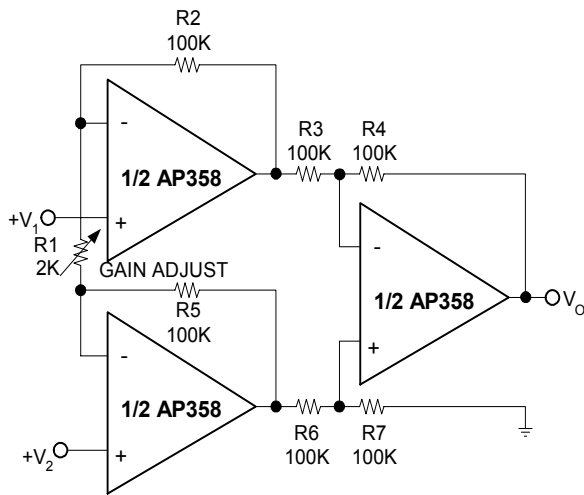 R2
100K
-
1/2 AP358
+
+V1
R1
2K
GAIN ADJUST
R3
100K
R4
100K
-
1/2 AP358
+
VO
R5
100K
-
1/2 AP358
+
+V2
R6
100K
R7
100K